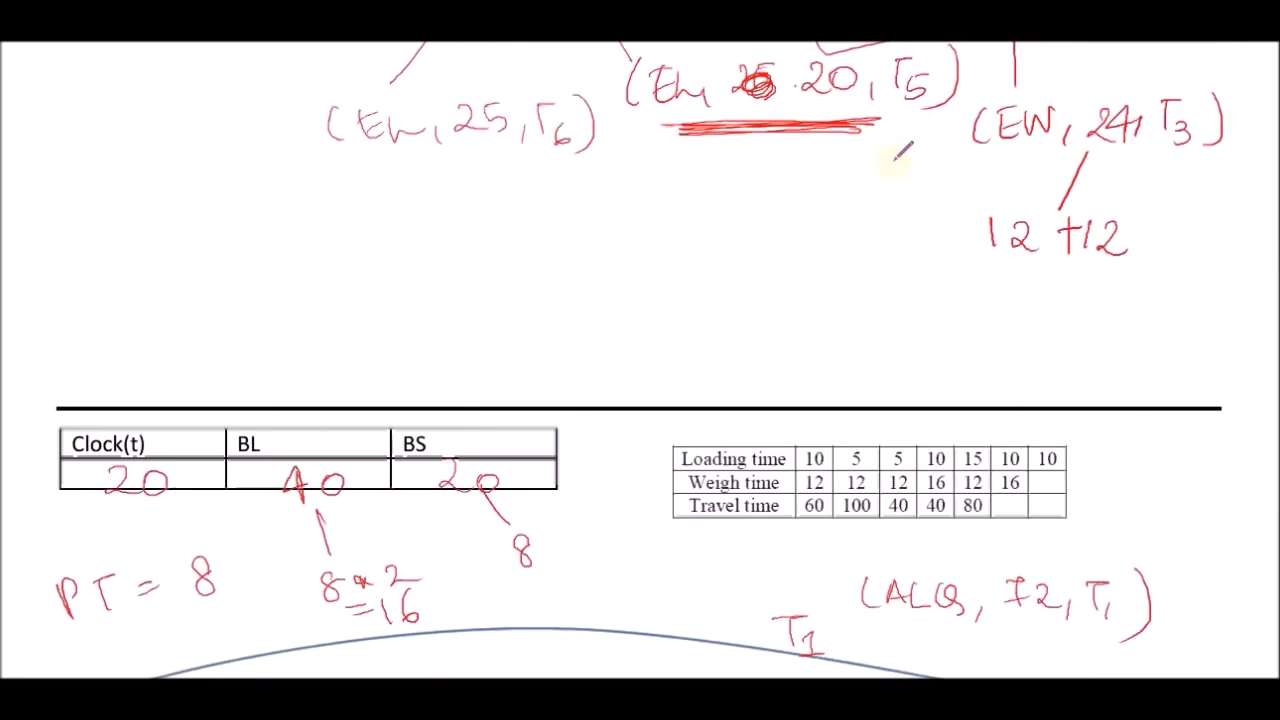 (EL, 20, T5)
(EL, 25, T6)
(EW, 24, T3)
12 +12
Clock(t) BL BS
20 40 20
Loading time 10 5 5 10 15 10 10
Weigh time 12 12 12 16 12 16
Travel time 60 100 40 40 80
8
PT = 8
8*2
=16
(ALQ, 72, T1)
T1